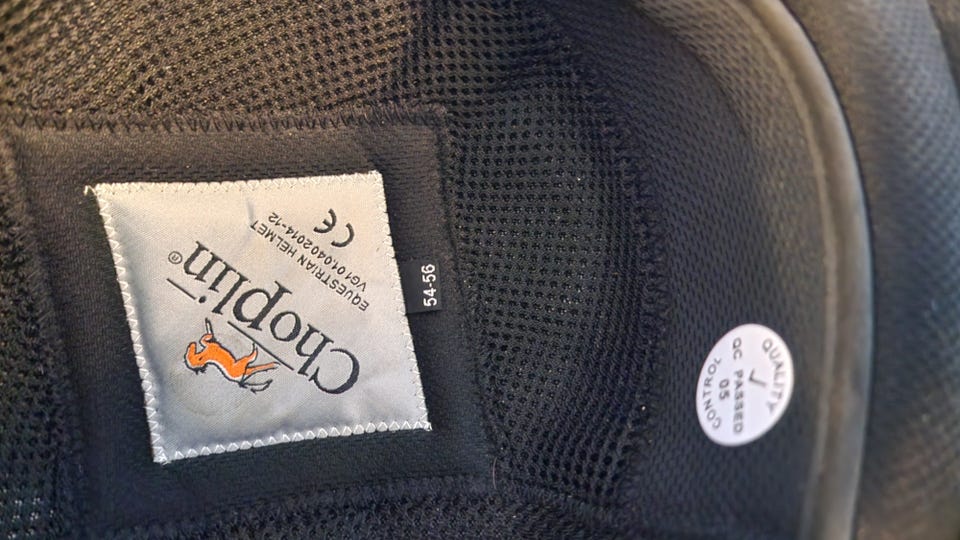 Choplin®
EQUESTRIAN HELMET
VG1 01.040 2014-12
CE
54-56
QUALITY
✓
QC PASSED
05
CONTROL